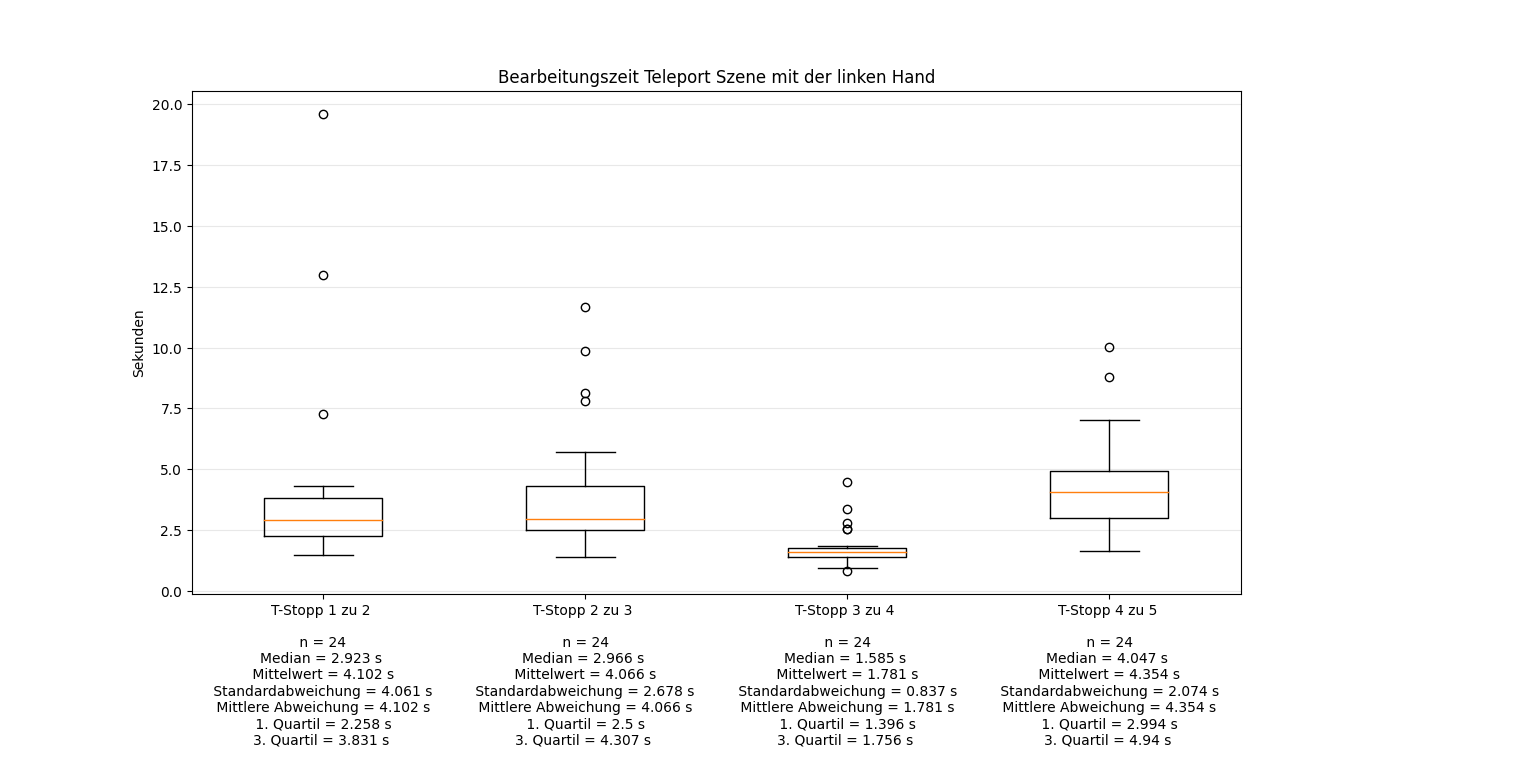 Bearbeitungszeit Teleport Szene mit der linken Hand
20.0
17.5
15.0
12.5
10.0
7.5
5.0
2.5
0.0
Sekunden
T-Stopp 1 zu 2
n = 24
Median = 2.923 s
Mittelwert = 4.102 s
Standardabweichung = 4.061 s
Mittlere Abweichung = 4.102 s
1. Quartil = 2.258 s
3. Quartil = 3.831 s
T-Stopp 2 zu 3
n = 24
Median = 2.966 s
Mittelwert = 4.066 s
Standardabweichung = 2.678 s
Mittlere Abweichung = 4.066 s
1. Quartil = 2.5 s
3. Quartil = 4.307 s
T-Stopp 3 zu 4
n = 24
Median = 1.585 s
Mittelwert = 1.781 s
Standardabweichung = 0.837 s
Mittlere Abweichung = 1.781 s
1. Quartil = 1.396 s
3. Quartil = 1.756 s
T-Stopp 4 zu 5
n = 24
Median = 4.047 s
Mittelwert = 4.354 s
Standardabweichung = 2.074 s
Mittlere Abweichung = 4.354 s
1. Quartil = 2.994 s
3. Quartil = 4.94 s